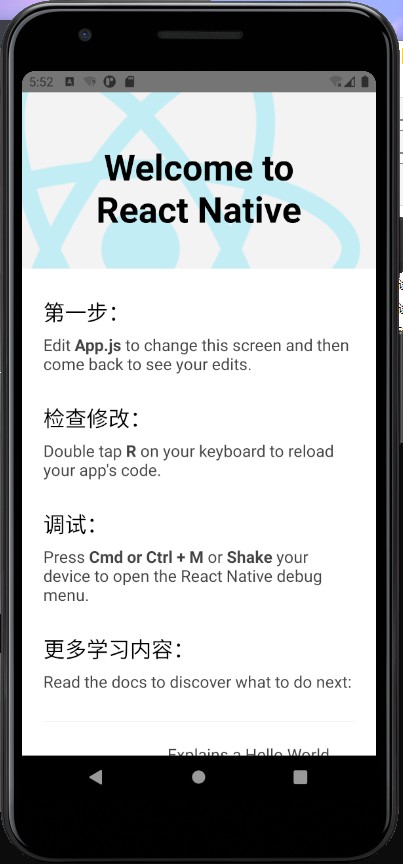 5:52
Welcome to
React Native
第一步：
Edit App.js to change this screen and then
come back to see your edits.
检查修改：
Double tap R on your keyboard to reload
your app's code.
调试：
Press Cmd or Ctrl + M or Shake your
device to open the React Native debug
menu.
更多学习内容：
Read the docs to discover what to do next:
Explains a Hello World